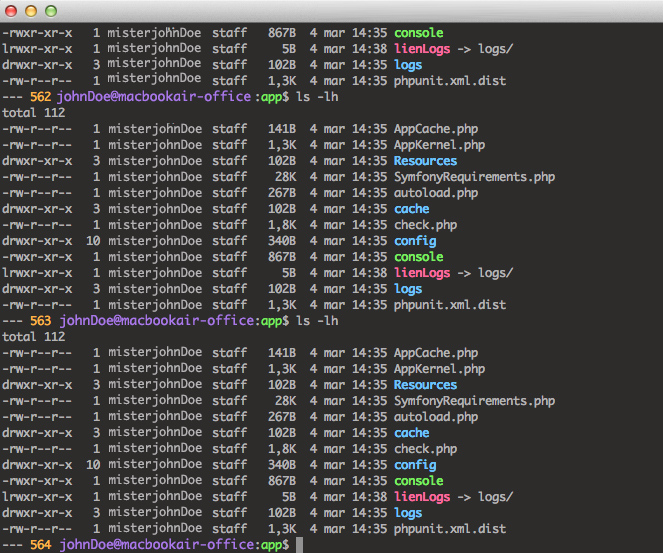 -rwxr-xr-x 1 misterjohnDoe staff 867B 4 mar 14:35 console
lrwxr-xr-x 1 misterjohnDoe staff 5B 4 mar 14:38 lienLogs -> logs/
drwxr-xr-x 3 misterjohnDoe staff 102B 4 mar 14:35 logs
-rw-r--r-- 1 misterjohnDoe staff 1,3K 4 mar 14:35 phpunit.xml.dist
--- 562 johnDoe@macbookair-office:app$ ls -lh
total 112
-rw-r--r-- 1 misterjohnDoe staff 141B 4 mar 14:35 AppCache.php
-rw-r--r-- 1 misterjohnDoe staff 1,3K 4 mar 14:35 AppKernel.php
drwxr-xr-x 3 misterjohnDoe staff 102B 4 mar 14:35 Resources
-rw-r--r-- 1 misterjohnDoe staff 28K 4 mar 14:35 SymfonyRequirements.php
-rw-r--r-- 1 misterjohnDoe staff 267B 4 mar 14:35 autoload.php
drwxr-xr-x 3 misterjohnDoe staff 102B 4 mar 14:35 cache
-rw-r--r-- 1 misterjohnDoe staff 1,8K 4 mar 14:35 check.php
drwxr-xr-x 10 misterjohnDoe staff 340B 4 mar 14:35 config
-rwxr-xr-x 1 misterjohnDoe staff 867B 4 mar 14:35 console
lrwxr-xr-x 1 misterjohnDoe staff 5B 4 mar 14:38 lienLogs -> logs/
drwxr-xr-x 3 misterjohnDoe staff 102B 4 mar 14:35 logs
-rw-r--r-- 1 misterjohnDoe staff 1,3K 4 mar 14:35 phpunit.xml.dist
--- 563 johnDoe@macbookair-office:app$ ls -lh
total 112
-rw-r--r-- 1 misterjohnDoe staff 141B 4 mar 14:35 AppCache.php
-rw-r--r-- 1 misterjohnDoe staff 1,3K 4 mar 14:35 AppKernel.php
drwxr-xr-x 3 misterjohnDoe staff 102B 4 mar 14:35 Resources
-rw-r--r-- 1 misterjohnDoe staff 28K 4 mar 14:35 SymfonyRequirements.php
-rw-r--r-- 1 misterjohnDoe staff 267B 4 mar 14:35 autoload.php
drwxr-xr-x 3 misterjohnDoe staff 102B 4 mar 14:35 cache
-rw-r--r-- 1 misterjohnDoe staff 1,8K 4 mar 14:35 check.php
drwxr-xr-x 10 misterjohnDoe staff 340B 4 mar 14:35 config
-rwxr-xr-x 1 misterjohnDoe staff 867B 4 mar 14:35 console
lrwxr-xr-x 1 misterjohnDoe staff 5B 4 mar 14:38 lienLogs -> logs/
drwxr-xr-x 3 misterjohnDoe staff 102B 4 mar 14:35 logs
-rw-r--r-- 1 misterjohnDoe staff 1,3K 4 mar 14:35 phpunit.xml.dist
--- 564 johnDoe@macbookair-office:app$